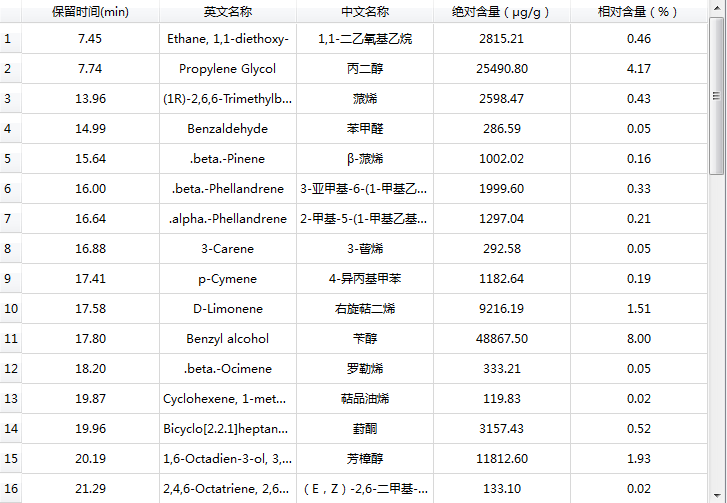 保留时间(min) 英文名称 中文名称 绝对含量（μg/g） 相对含量（%）
1 7.45 Ethane, 1,1-diethoxy- 1,1-二乙氧基乙烷 2815.21 0.46
2 7.74 Propylene Glycol 丙二醇 25490.80 4.17
3 13.96 (1R)-2,6,6-Trimethylb... 蒎烯 2598.47 0.43
4 14.99 Benzaldehyde 苯甲醛 286.59 0.05
5 15.64 .beta.-Pinene β-蒎烯 1002.02 0.16
6 16.00 .beta.-Phellandrene 3-亚甲基-6-(1-甲基乙... 1999.60 0.33
7 16.64 .alpha.-Phellandrene 2-甲基-5-(1-甲基乙基... 1297.04 0.21
8 16.88 3-Carene 3-蒈烯 292.58 0.05
9 17.41 p-Cymene 4-异丙基甲苯 1182.64 0.19
10 17.58 D-Limonene 右旋萜二烯 9216.19 1.51
11 17.80 Benzyl alcohol 苄醇 48867.50 8.00
12 18.20 .beta.-Ocimene 罗勒烯 333.21 0.05
13 19.87 Cyclohexene, 1-met... 萜品油烯 119.83 0.02
14 19.96 Bicyclo[2.2.1]heptan... 葑酮 3157.43 0.52
15 20.19 1,6-Octadien-3-ol, 3,... 芳樟醇 11812.60 1.93
16 21.29 2,4,6-Octatriene, 2,6... （E，Z）-2,6-二甲基-... 133.10 0.02